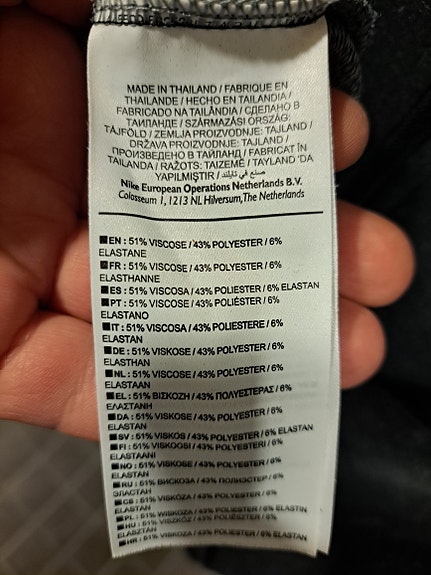 MADE IN THAILAND / FABRIQUE EN
THAILANDE / HECHO EN TAILANDIA /
FABRICADO NA TAILÂNDIA / СДЕЛАНО В
ТАИЛАНДЕ / SZÁRMAZÁSI ORSZÁG:
TAJFÖLD / ZEMLJA PROIZVODNJE: TAJLAND /
DRŽAVA PROIZVODNJE: TAJLAND /
ПРОИЗВЕДЕНО В ТАЙЛАНД / FABRICAT ÎN
TAILANDA / RAŽOTS: TAIZEMĒ / TAYLAND 'DA
YAPILMIŞTIR / صنع في تايلند
Nike European Operations Netherlands B.V.
Colosseum 1, 1213 NL Hilversum, The Netherlands
EN : 51% VISCOSE / 43% POLYESTER / 6%
ELASTANE
FR : 51% VISCOSE / 43% POLYESTER / 6%
ELASTHANNE
ES : 51% VISCOSA / 43% POLIÉSTER / 6% ELASTAN
PT : 51% VISCOSE / 43% POLIÉSTER / 6%
ELASTANO
IT : 51% VISCOSA / 43% POLIESTERE / 6%
ELASTAN
DE : 51% VISKOSE / 43% POLYESTER / 6%
ELASTHAN
NL : 51% VISCOSE / 43% POLYESTER / 6%
ELASTAAN
EL : 51% ΒΙΣΚΟΖΗ / 43% ΠΟΛΥΕΣΤΕΡΑΣ / 6%
ΕΛΑΣΤΑΝΗ
DA : 51% VISKOSE / 43% POLYESTER / 6%
ELASTAN
SV : 51% VISKOS / 43% POLYESTER / 6% ELASTAN
FI : 51% VISKOOSI / 43% POLYESTERI / 6%
ELASTAANI
NO : 51% VISKOSE / 43% POLYESTER / 6%
ELASTAN
RU : 51% ВИСКОЗА / 43% ПОЛИЭСТЕР / 6%
ЭЛАСТАН
51% VISKÓZA / 43% POLYESTER / 6%
ELASTAN
PL : 51% WISKOZA / 43% POLIESTER / 6% ELASTAN
HU : 51% VISZKÓZ / 43% POLIÉSZTER / 6%
ELASZTÁN
HR : 51% VISKOZA / 43% POLIESTER / 6% ELASTAN